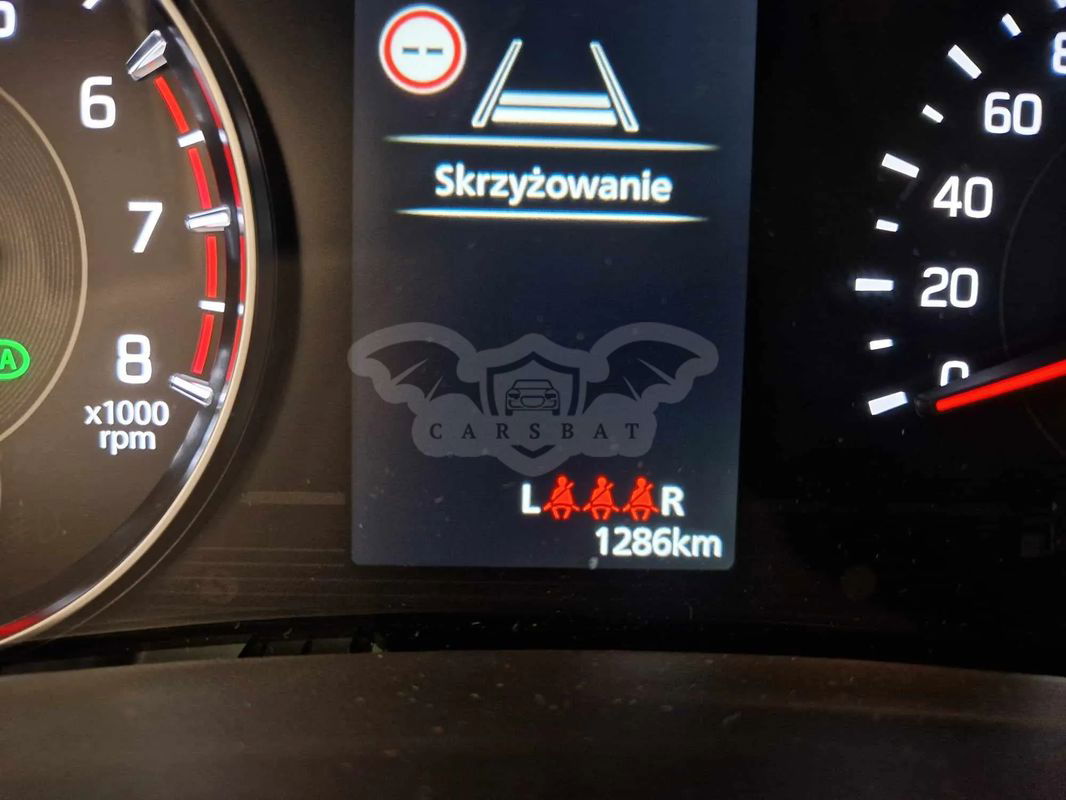 6
7
8
x1000
rpm
A
--
Skrzyżowanie
CARSBAT
L R
1286km
60
40
20
0